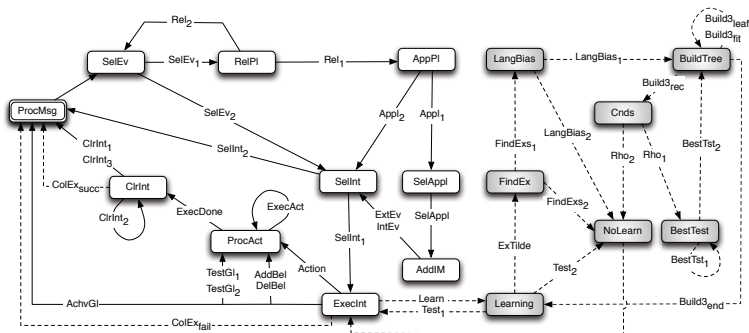 Rel2
Build3leaf
Build3fit
SelEv
SelEv1
RelPl
Rel1
AppPl
LangBias
LangBias1
BuildTree
Build3rec
ProcMsg
SelEv2
Appl2
Appl1
Cnds
LangBias2
ClrInt1
ClrInt3
SelInt2
FindExs1
Rho2
Rho1
BestTst2
ColExsucc
ClrInt
SelInt
SelAppl
FindEx
ClrInt2
ExecDone
ExecAct
ExtEv
IntEv
SelAppl
FindExs2
ProcAct
SelInt1
NoLearn
BestTest
TestGl1
TestGl2
AddBel
DelBel
Action
AddIM
ExTilde
Test2
BestTst1
AchvGl
ExecInt
Learn
Test1
Learning
Build3end
ColExfail